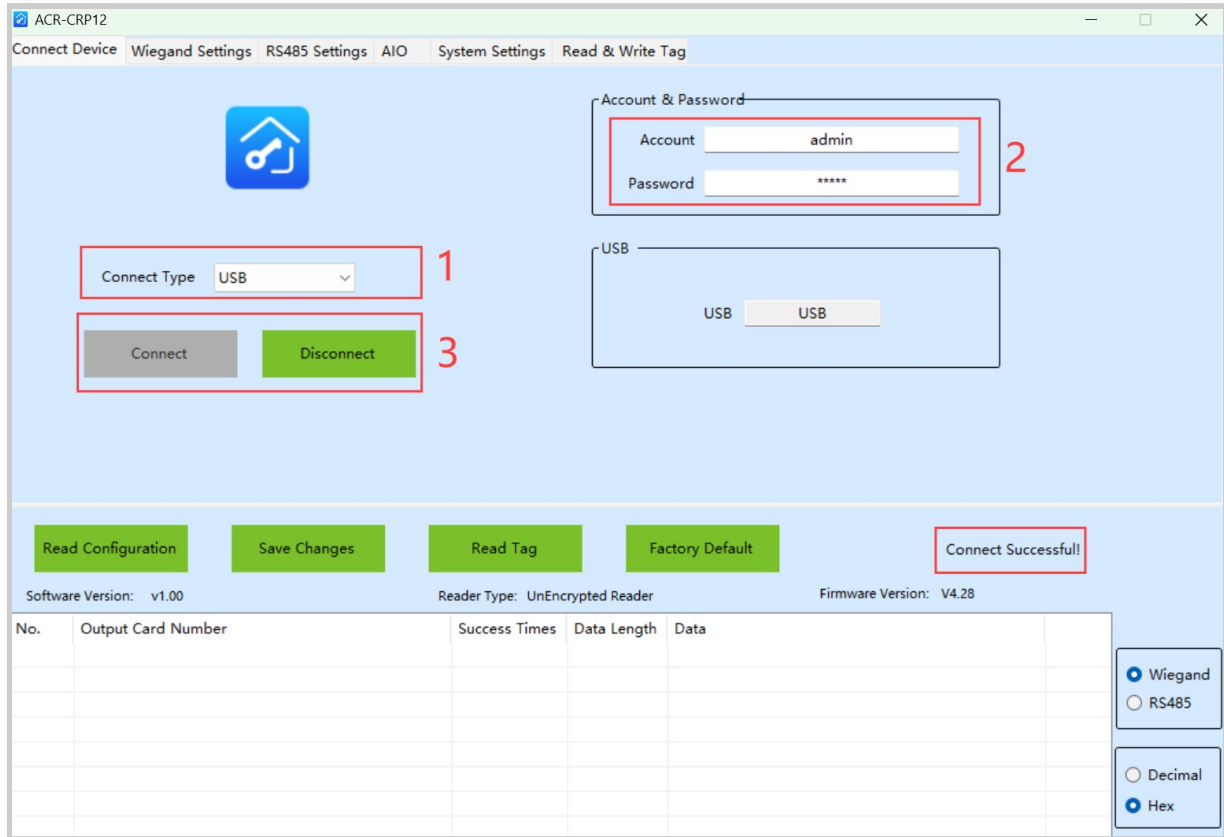 ACR-CRP12
Connect Device Wiegand Settings RS485 Settings AIO System Settings Read & Write Tag
Account & Password
Account admin
Password *****
2
Connect Type USB
1
Connect Disconnect
3
USB
USB USB
Read Configuration Save Changes Read Tag Factory Default Connect Successful!
Software Version: v1.00 Reader Type: UnEncrypted Reader Firmware Version: V4.28
No. Output Card Number Success Times Data Length Data
Wiegand
RS485
Decimal
Hex